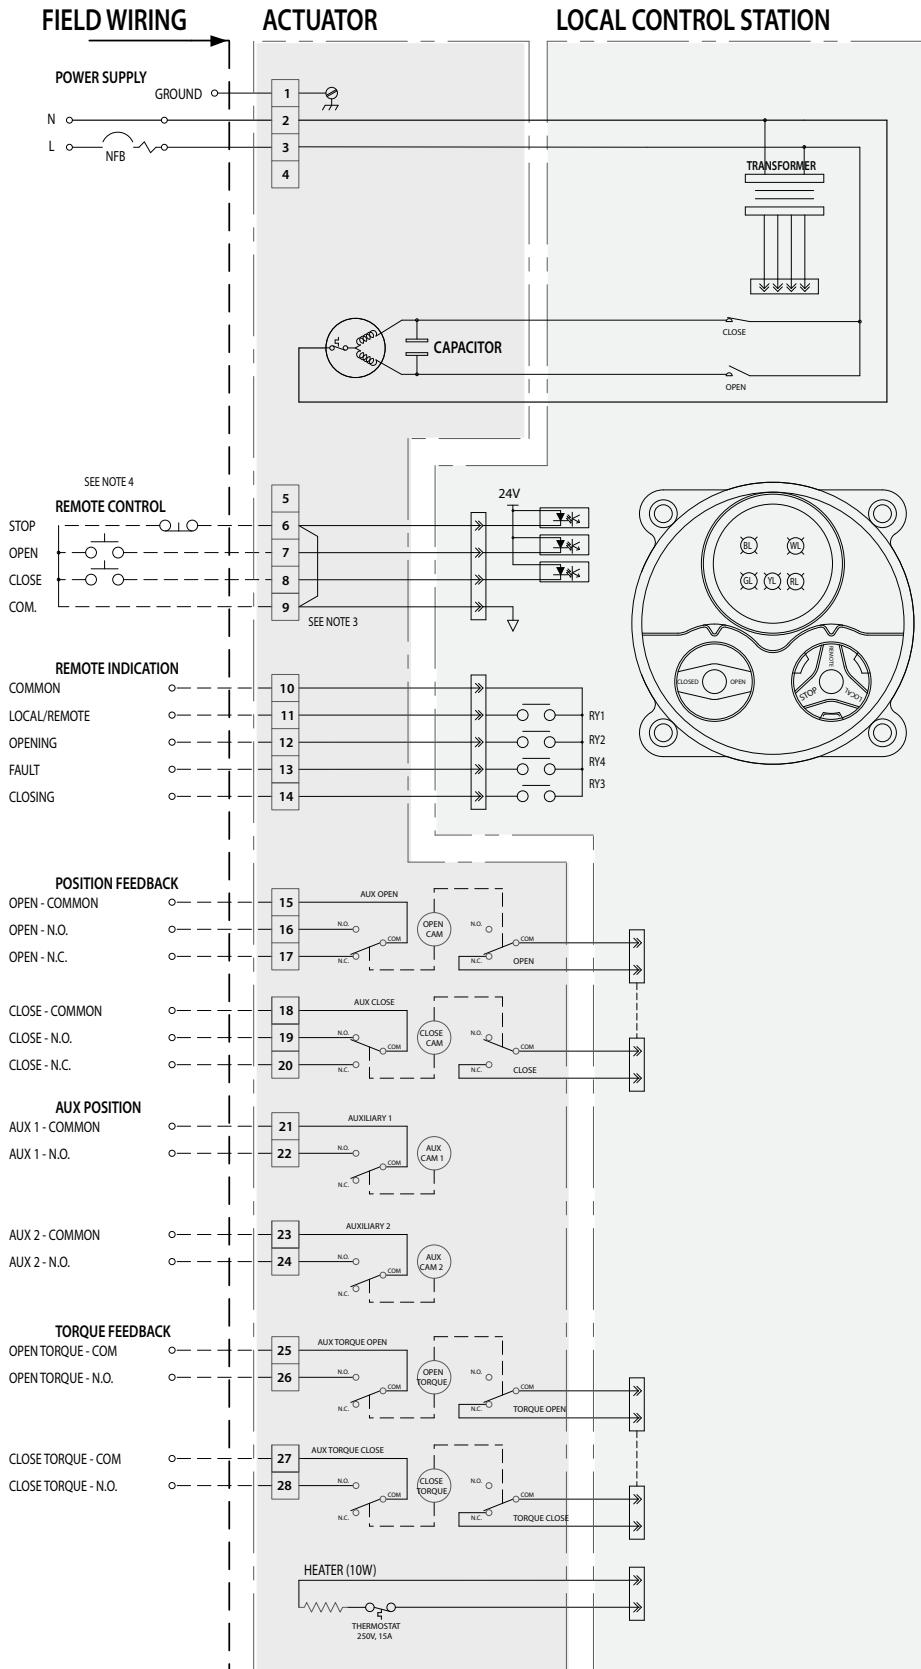 FIELD WIRING
ACTUATOR
LOCAL CONTROL STATION
POWER SUPPLY
GROUND
1
N
2
L
NFB
3
4
TRANSFORMER
CAPACITOR
CLOSE
OPEN
SEE NOTE 4
REMOTE CONTROL
5
24V
STOP
6
OPEN
7
CLOSE
8
COM.
9
SEE NOTE 3
BL
WL
GL
YL
RL
CLOSED
OPEN
REMOTE
STOP
LOCAL
REMOTE INDICATION
COMMON
10
LOCAL/REMOTE
11
RY1
OPENING
12
RY2
FAULT
13
RY4
CLOSING
14
RY3
POSITION FEEDBACK
OPEN - COMMON
15
AUX OPEN
OPEN - N.O.
16
N.O.
COM
N.C.
OPEN
CAM
N.O.
COM
N.C.
OPEN
OPEN - N.C.
17
CLOSE - COMMON
18
AUX CLOSE
CLOSE - N.O.
19
N.O.
COM
N.C.
CLOSE
CAM
N.O.
COM
N.C.
CLOSE
CLOSE - N.C.
20
AUX POSITION
AUX 1 - COMMON
21
AUXILIARY 1
AUX 1 - N.O.
22
N.O.
COM
N.C.
AUX
CAM 1
AUX 2 - COMMON
23
AUXILIARY 2
AUX 2 - N.O.
24
N.O.
COM
N.C.
AUX
CAM 2
TORQUE FEEDBACK
OPEN TORQUE - COM
25
AUX TORQUE OPEN
OPEN TORQUE - N.O.
26
N.O.
COM
N.C.
OPEN
TORQUE
N.O.
COM
N.C.
TORQUE OPEN
CLOSE TORQUE - COM
27
AUX TORQUE CLOSE
CLOSE TORQUE - N.O.
28
N.O.
COM
N.C.
CLOSE
TORQUE
N.O.
COM
N.C.
TORQUE CLOSE
HEATER (10W)
THERMOSTAT
250V, 15A